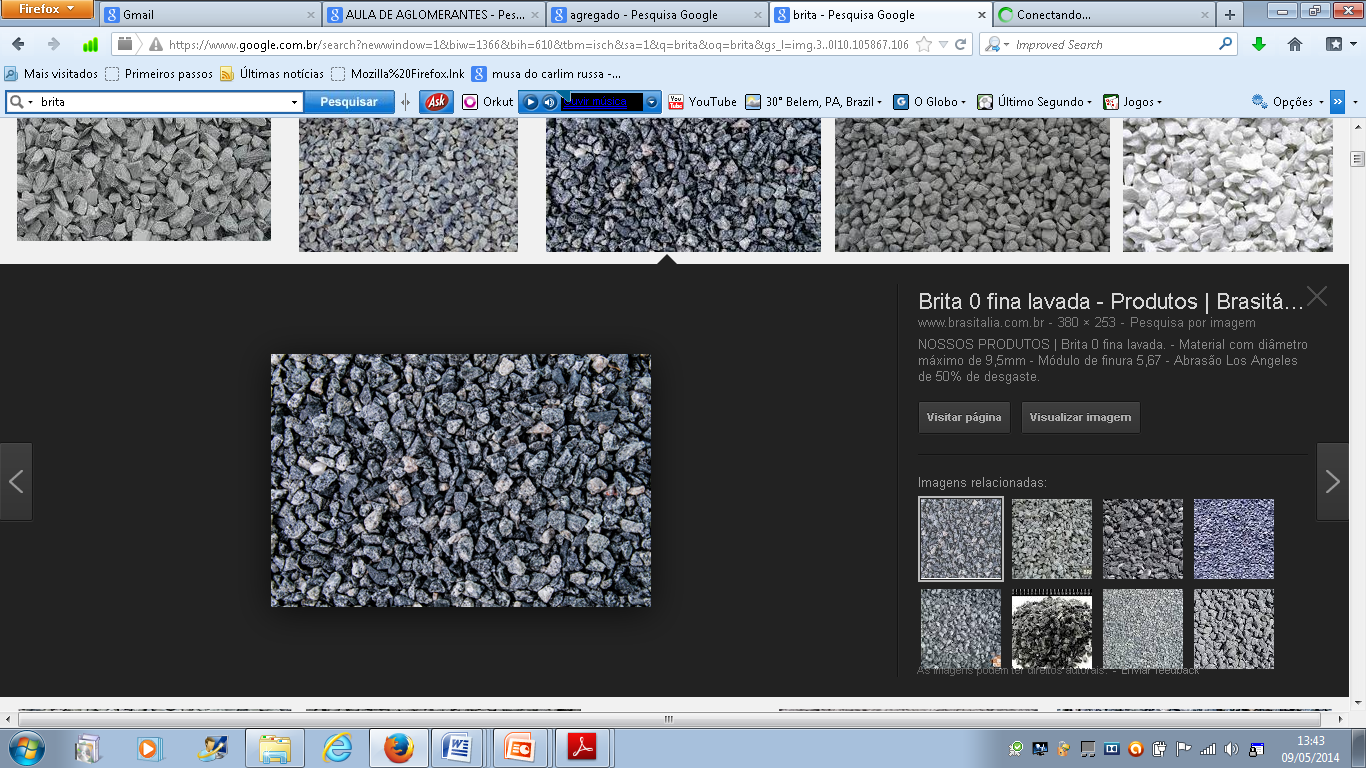 Firefox
Gmail
AULA DE AGLOMERANTES - Pes...
agregado - Pesquisa Google
brita - Pesquisa Google
Conectando...
https://www.google.com.br/search?newwindow=1&biw=1366&bih=610&tbm=isch&sa=1&q=brita&oq=brita&gs_l=img.3..0l10.105867.106
Improved Search
Mais visitados
Primeiros passos
Últimas notícias
Mozilla%20Firefox.lnk
musa do carlim russa -...
brita
Pesquisar
Ask
Orkut
YouTube
30° Belem, PA, Brazil
O Globo
Último Segundo
Jogos
Opções
Brita 0 fina lavada - Produtos | Brasitá...
www.brasitalia.com.br - 380 × 253 - Pesquisa por imagem
NOSSOS PRODUTOS | Brita 0 fina lavada. - Material com diâmetro
máximo de 9,5mm - Módulo de finura 5,67 - Abrasão Los Angeles
de 50% de desgaste.
Visitar página
Visualizar imagem
Imagens relacionadas:
As imagens podem ter direitos autorais. - Enviar feedback
13:43
09/05/2014